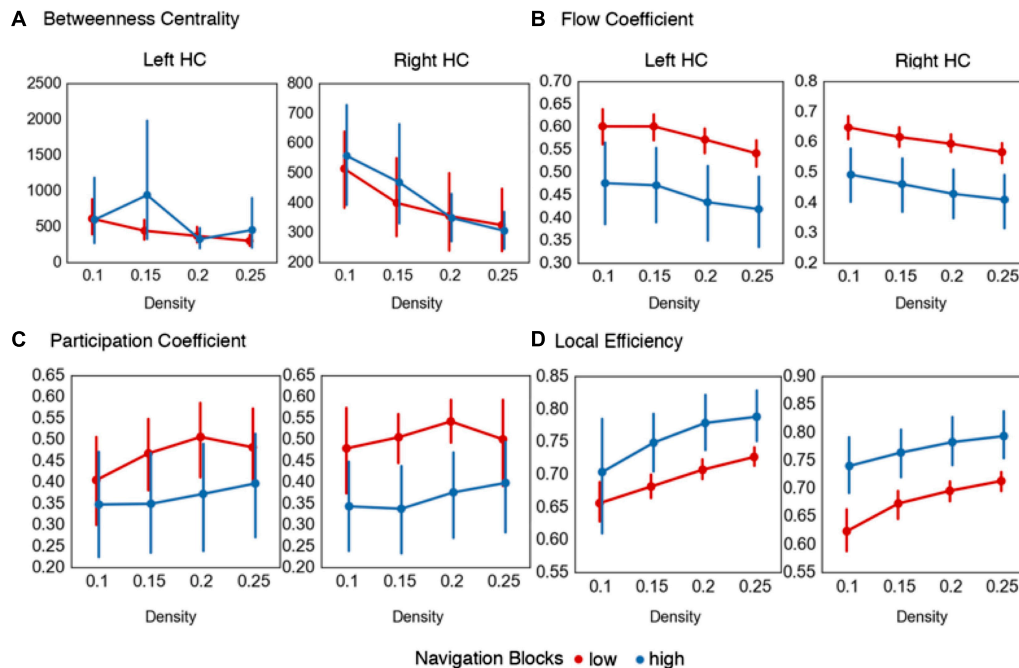 A Betweenness Centrality
Left HC
Right HC
2500
2000
1500
1000
500
0
0.1 0.15 0.2 0.25
Density
800
700
600
500
400
300
200
0.1 0.15 0.2 0.25
Density
B Flow Coefficient
Left HC
Right HC
0.70
0.65
0.60
0.55
0.50
0.45
0.40
0.35
0.30
0.1 0.15 0.2 0.25
Density
0.8
0.7
0.6
0.5
0.4
0.3
0.2
0.1 0.15 0.2 0.25
Density
C Participation Coefficient
0.65
0.60
0.55
0.50
0.45
0.40
0.35
0.30
0.25
0.20
0.1 0.15 0.2 0.25
Density
0.65
0.60
0.55
0.50
0.45
0.40
0.35
0.30
0.25
0.20
0.1 0.15 0.2 0.25
Density
D Local Efficiency
0.85
0.80
0.75
0.70
0.65
0.60
0.55
0.1 0.15 0.2 0.25
Density
0.90
0.85
0.80
0.75
0.70
0.65
0.60
0.55
0.1 0.15 0.2 0.25
Density
Navigation Blocks low high